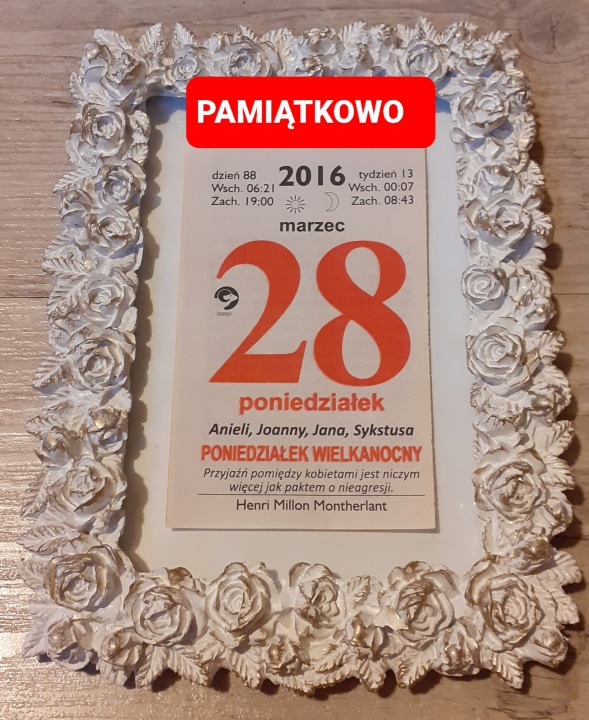 PAMIĄTKOWO
dzień 88 2016 tydzień 13
Wsch. 06:21 Wsch. 00:07
Zach. 19:00 Zach. 08:43
marzec
28
poniedziałek
Anieli, Joanny, Jana, Sykstusa
PONIEDZIAŁEK WIELKANOCNY
Przyjaźń pomiędzy kobietami jest niczym
więcej jak paktem o nieagresji.
Henri Millon Montherlant